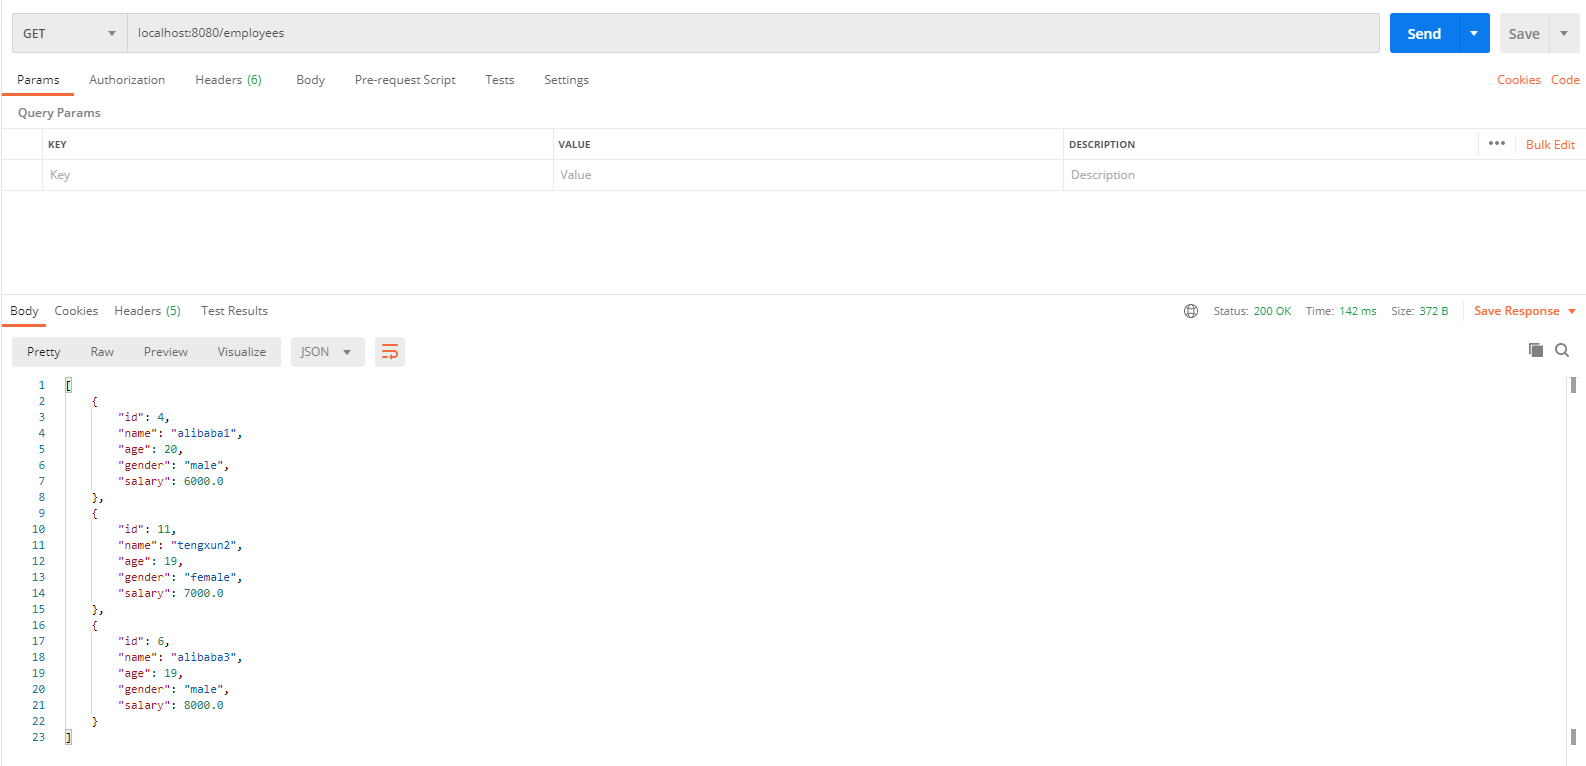 GET localhost:8080/employees Send Save
Params Authorization Headers (6) Body Pre-request Script Tests Settings Cookies Code
Query Params
KEY VALUE DESCRIPTION ••• Bulk Edit
Key Value Description
Body Cookies Headers (5) Test Results Status: 200 OK Time: 142 ms Size: 372 B Save Response
Pretty Raw Preview Visualize JSON
1 [
2 {
3 "id": 4,
4 "name": "alibaba1",
5 "age": 20,
6 "gender": "male",
7 "salary": 6000.0
8 },
9 {
10 "id": 11,
11 "name": "tengxun2",
12 "age": 19,
13 "gender": "female",
14 "salary": 7000.0
15 },
16 {
17 "id": 6,
18 "name": "alibaba3",
19 "age": 19,
20 "gender": "male",
21 "salary": 8000.0
22 }
23 ]